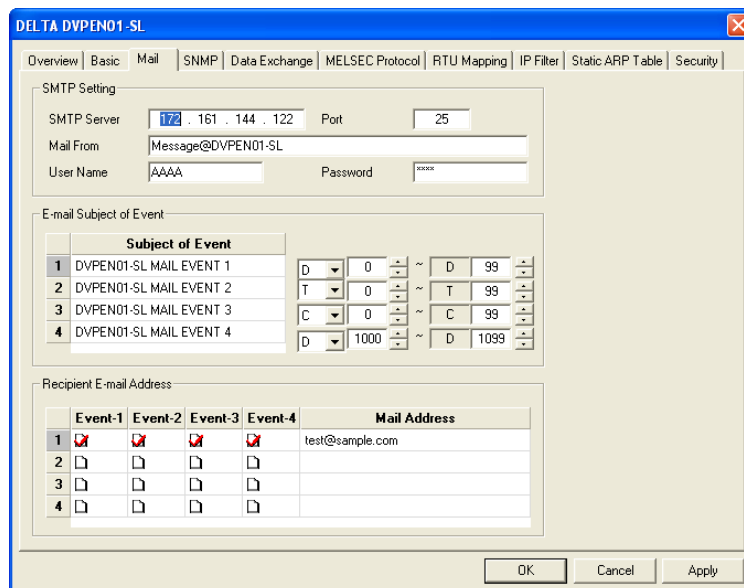 DELTA DVPEN01-SL
Overview Basic Mail SNMP Data Exchange MELSEC Protocol RTU Mapping IP Filter Static ARP Table Security
SMTP Setting
SMTP Server 172 . 161 . 144 . 122 Port 25
Mail From Message@DVPEN01-SL
User Name AAAA Password ****
E-mail Subject of Event
Subject of Event
1 DVPEN01-SL MAIL EVENT 1 D 0 ~ D 99
2 DVPEN01-SL MAIL EVENT 2 T 0 ~ T 99
3 DVPEN01-SL MAIL EVENT 3 C 0 ~ C 99
4 DVPEN01-SL MAIL EVENT 4 D 1000 ~ D 1099
Recipient E-mail Address
Event-1 Event-2 Event-3 Event-4 Mail Address
1 test@sample.com
2
3
4
OK Cancel Apply